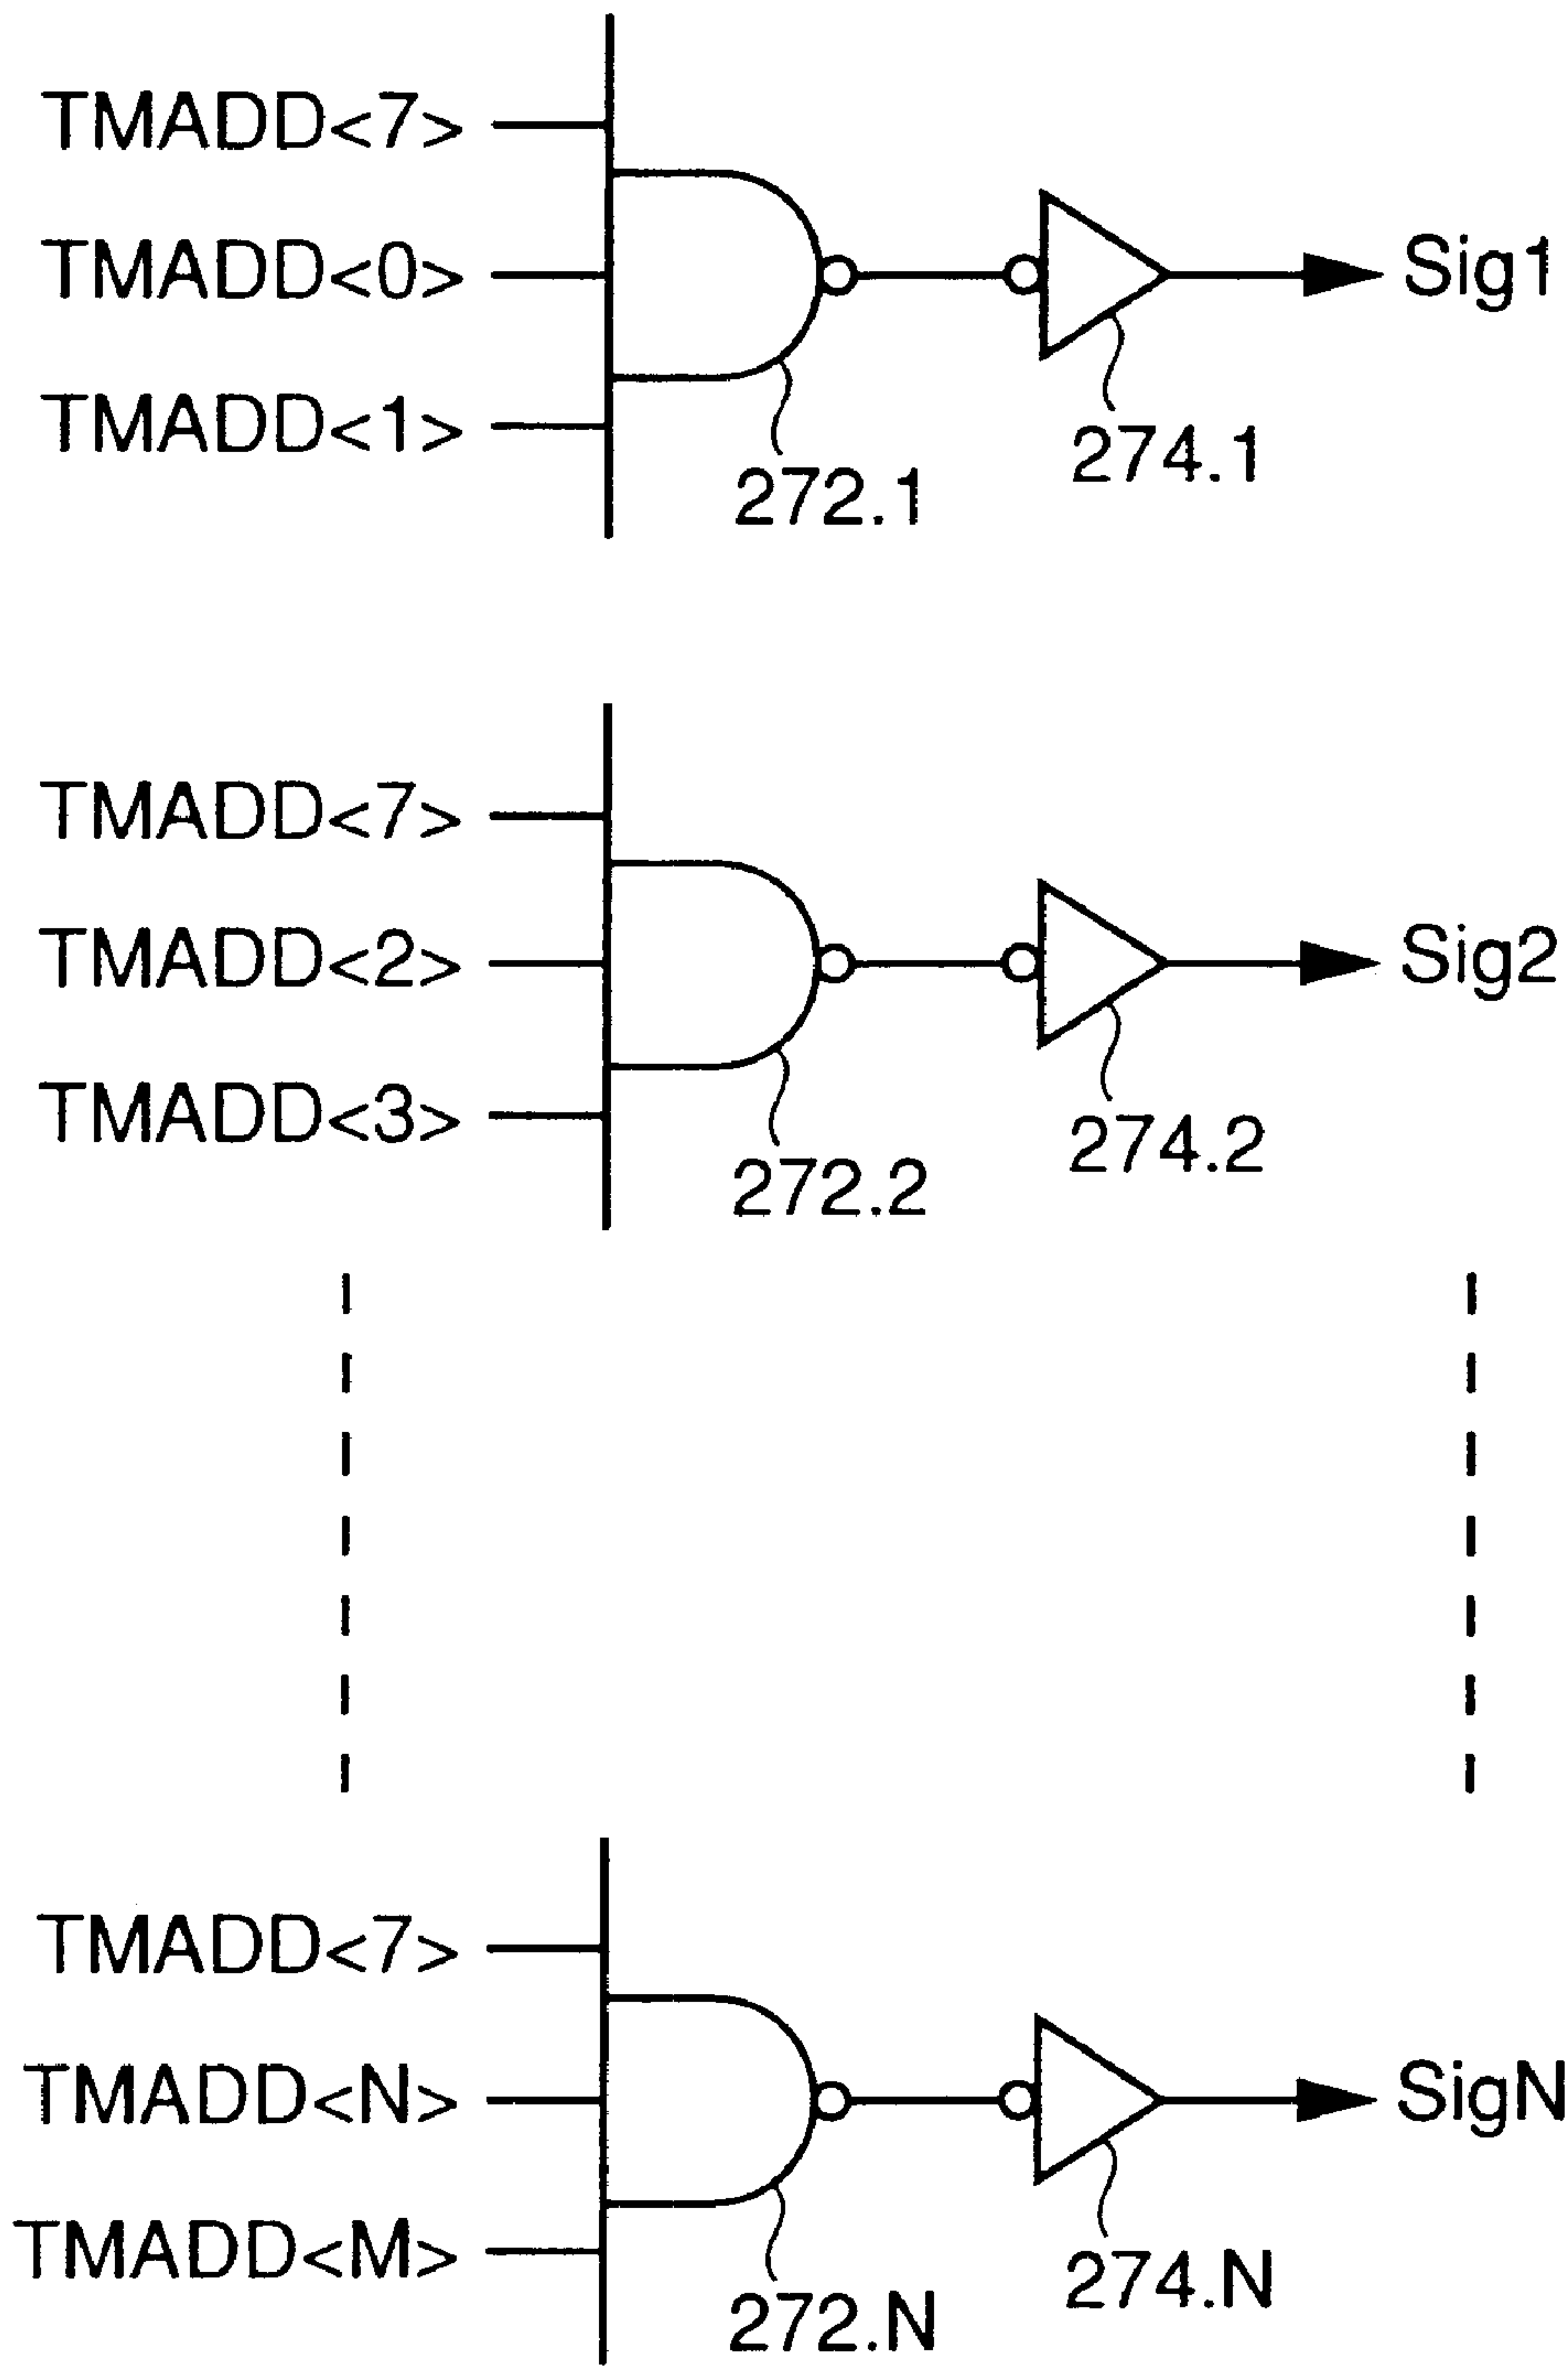 TMADD<7>
TMADD<0>
Sig1
TMADD<1>
274.1
272.1
TMADD<7>
TMADD<2>
Sig2
TMADD<3>
274.2
272.2
TMADD<7>
TMADD<N>
SigN
TMADD<M>
274.N
272.N